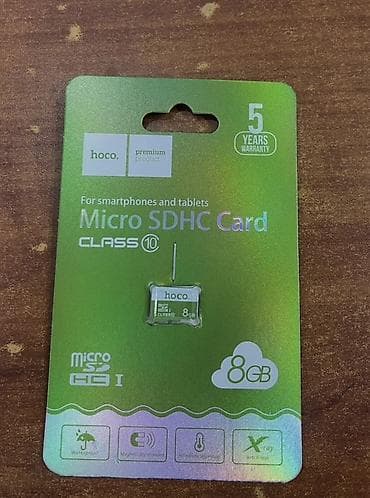 hoco.
premium
product
5
YEARS
WARRANTY
For smartphones and tablets
Micro SDHC Card
CLASS 10
hoco.
8GB
micro
SD
HC I
8GB
X-ray